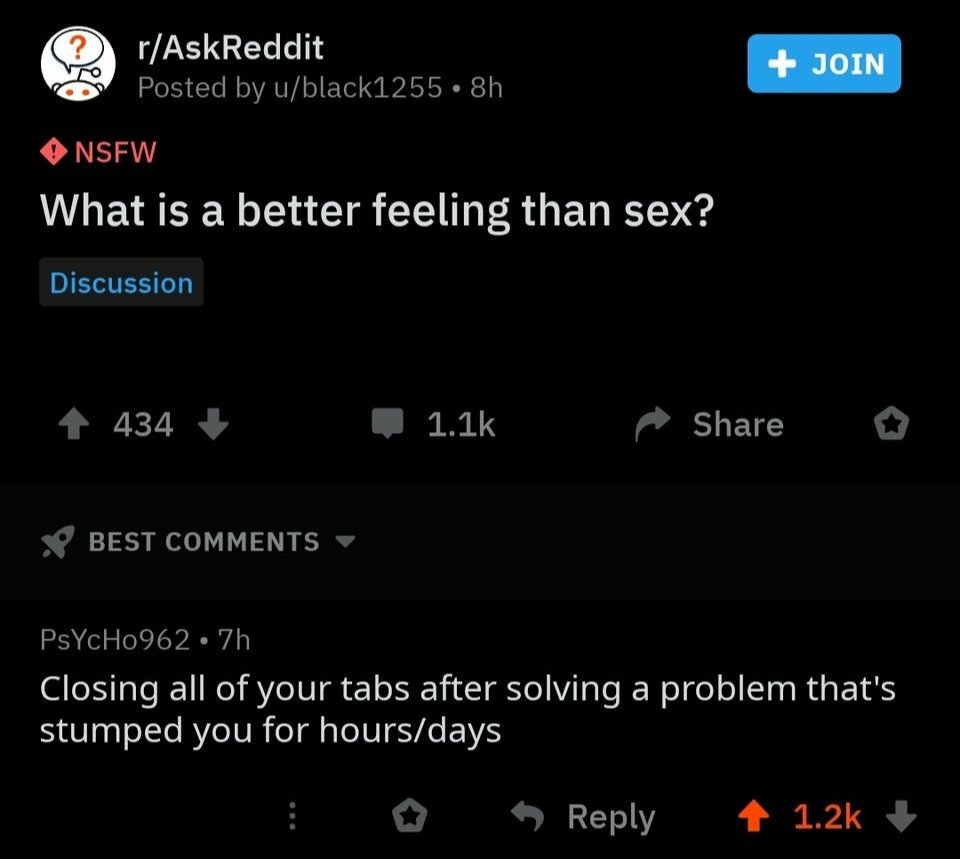 r/AskReddit
Posted by u/black1255 • 8h
+ JOIN
NSFW
What is a better feeling than sex?
Discussion
434
1.1k
Share
BEST COMMENTS
PsYcHo962 • 7h
Closing all of your tabs after solving a problem that's
stumped you for hours/days
Reply
1.2k